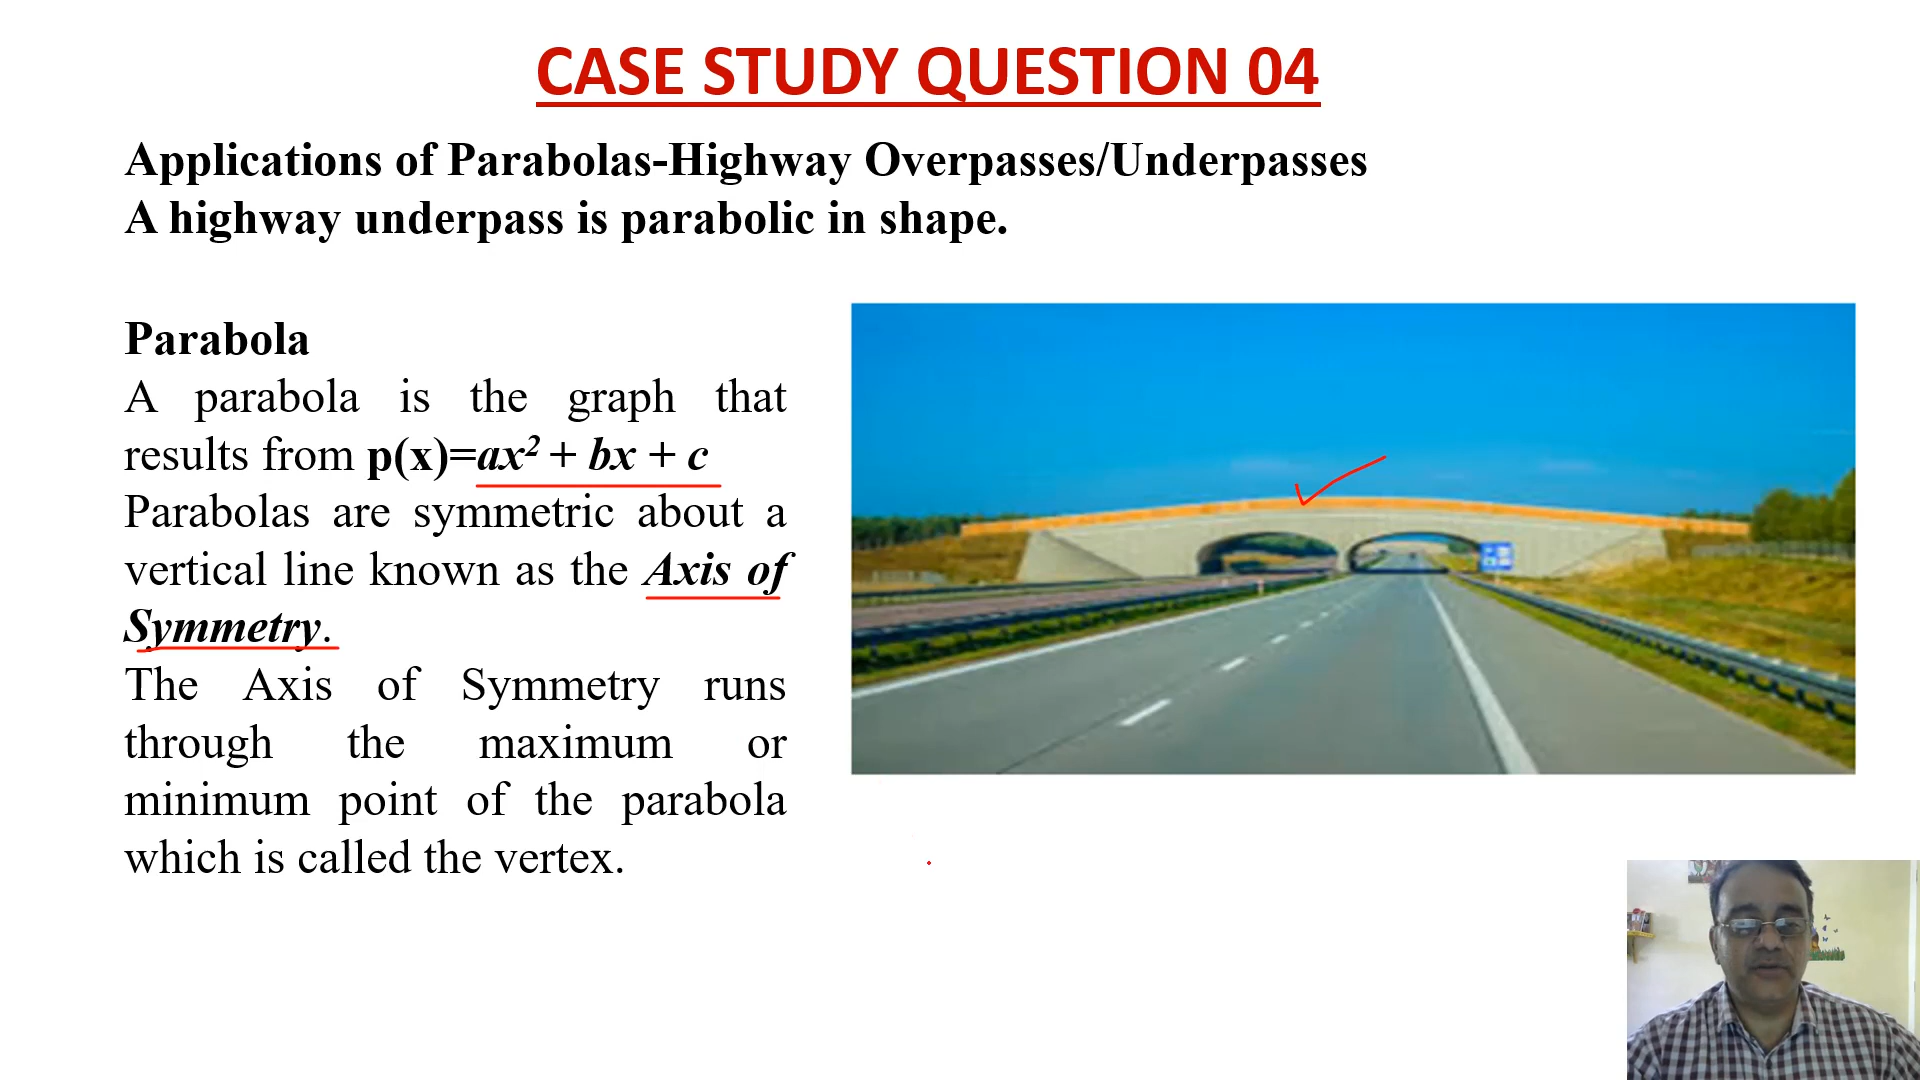 CASE STUDY QUESTION 04
Applications of Parabolas-Highway Overpasses/Underpasses
A highway underpass is parabolic in shape.
Parabola
A parabola is the graph that
results from p(x)=ax² + bx + c
Parabolas are symmetric about a
vertical line known as the Axis of
Symmetry.
The Axis of Symmetry runs
through the maximum or
minimum point of the parabola
which is called the vertex.